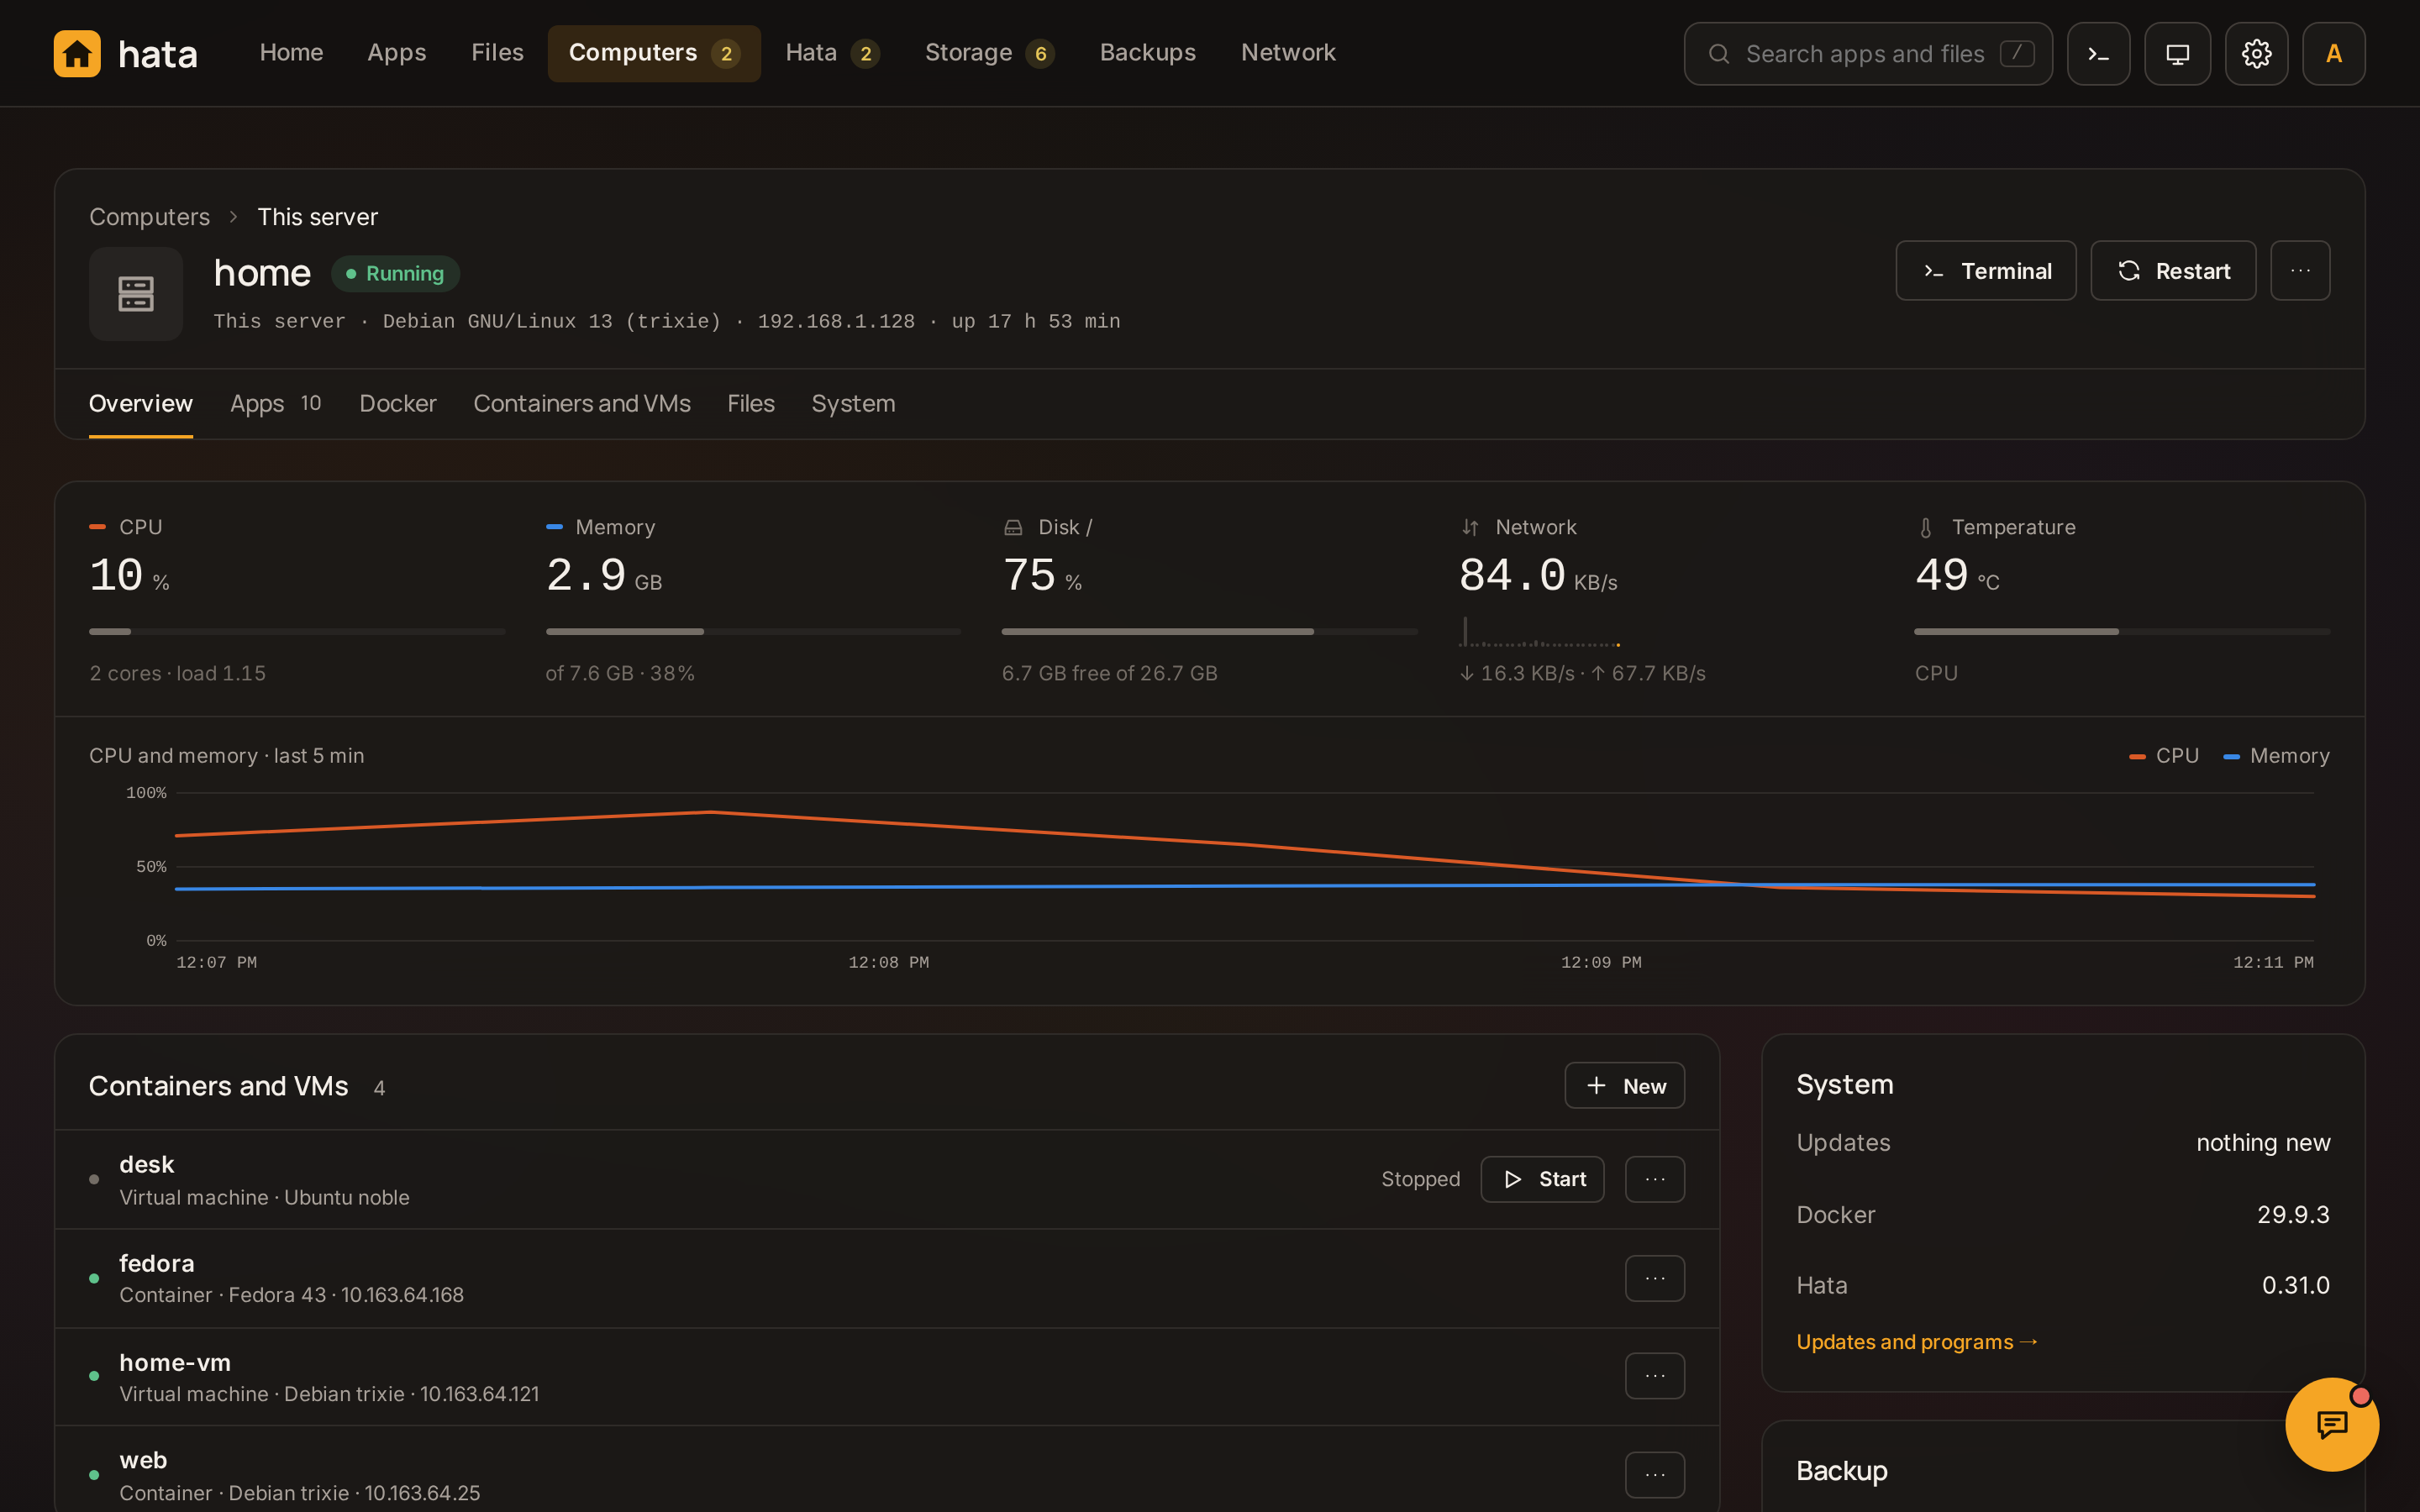 hata Home Apps Files Computers 2 Hata 2 Storage 6 Backups Network Search apps and files / A
Computers > This server
home Running Terminal Restart ...
This server · Debian GNU/Linux 13 (trixie) · 192.168.1.128 · up 17 h 53 min
Overview Apps 10 Docker Containers and VMs Files System
CPU Memory Disk / Network Temperature
10 % 2.9 GB 75 % 84.0 KB/s 49 °C
2 cores · load 1.15 of 7.6 GB · 38% 6.7 GB free of 26.7 GB ↓ 16.3 KB/s · ↑ 67.7 KB/s CPU
CPU and memory · last 5 min CPU Memory
100%
50%
0%
12:07 PM 12:08 PM 12:09 PM 12:11 PM
Containers and VMs 4 New
desk
Virtual machine · Ubuntu noble
Stopped Start ...
fedora
Container · Fedora 43 · 10.163.64.168
...
home-vm
Virtual machine · Debian trixie · 10.163.64.121
...
web
Container · Debian trixie · 10.163.64.25
...
System
Updates nothing new
Docker 29.9.3
Hata 0.31.0
Updates and programs →
Backup